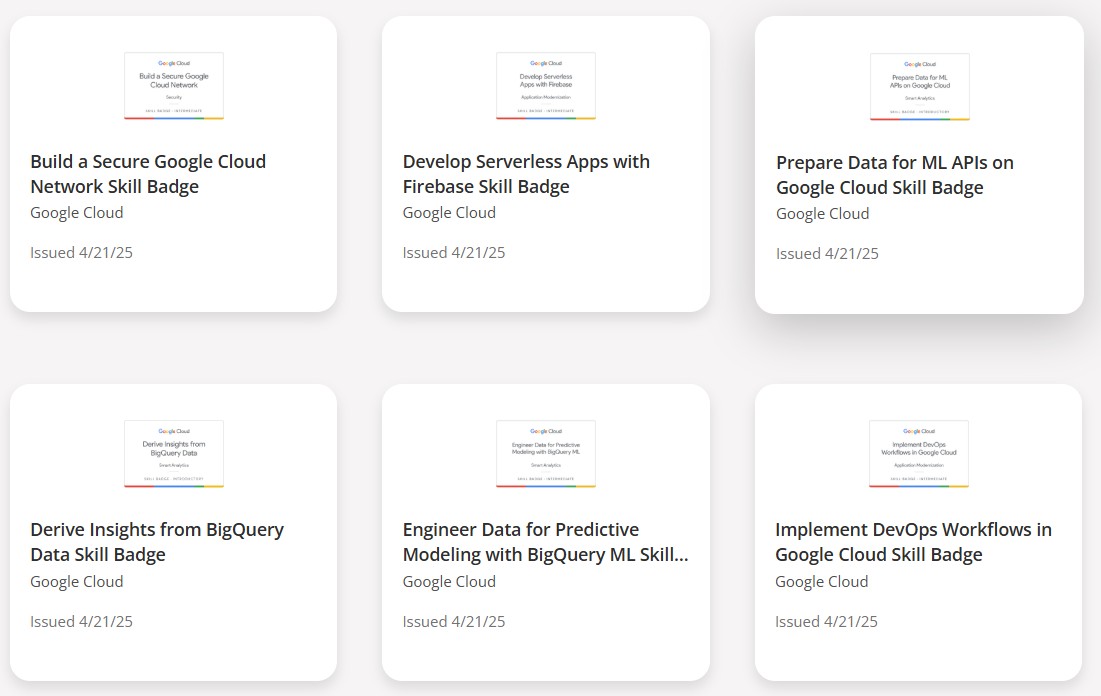 Google Cloud
Build a Secure Google
Cloud Network
Security
SKILL BADGE · INTERMEDIATE
Build a Secure Google Cloud
Network Skill Badge
Google Cloud
Issued 4/21/25
Google Cloud
Develop Serverless
Apps with Firebase
Application Modernization
SKILL BADGE · INTERMEDIATE
Develop Serverless Apps with
Firebase Skill Badge
Google Cloud
Issued 4/21/25
Google Cloud
Prepare Data for ML
APIs on Google Cloud
Smart Analytics
SKILL BADGE · INTRODUCTORY
Prepare Data for ML APIs on
Google Cloud Skill Badge
Google Cloud
Issued 4/21/25
Google Cloud
Derive Insights from
BigQuery Data
Smart Analytics
SKILL BADGE · INTRODUCTORY
Derive Insights from BigQuery
Data Skill Badge
Google Cloud
Issued 4/21/25
Google Cloud
Engineer Data for Predictive
Modeling with BigQuery ML
Smart Analytics
SKILL BADGE · INTERMEDIATE
Engineer Data for Predictive
Modeling with BigQuery ML Skill...
Google Cloud
Issued 4/21/25
Google Cloud
Implement DevOps
Workflows in Google Cloud
Application Modernization
SKILL BADGE · INTERMEDIATE
Implement DevOps Workflows in
Google Cloud Skill Badge
Google Cloud
Issued 4/21/25